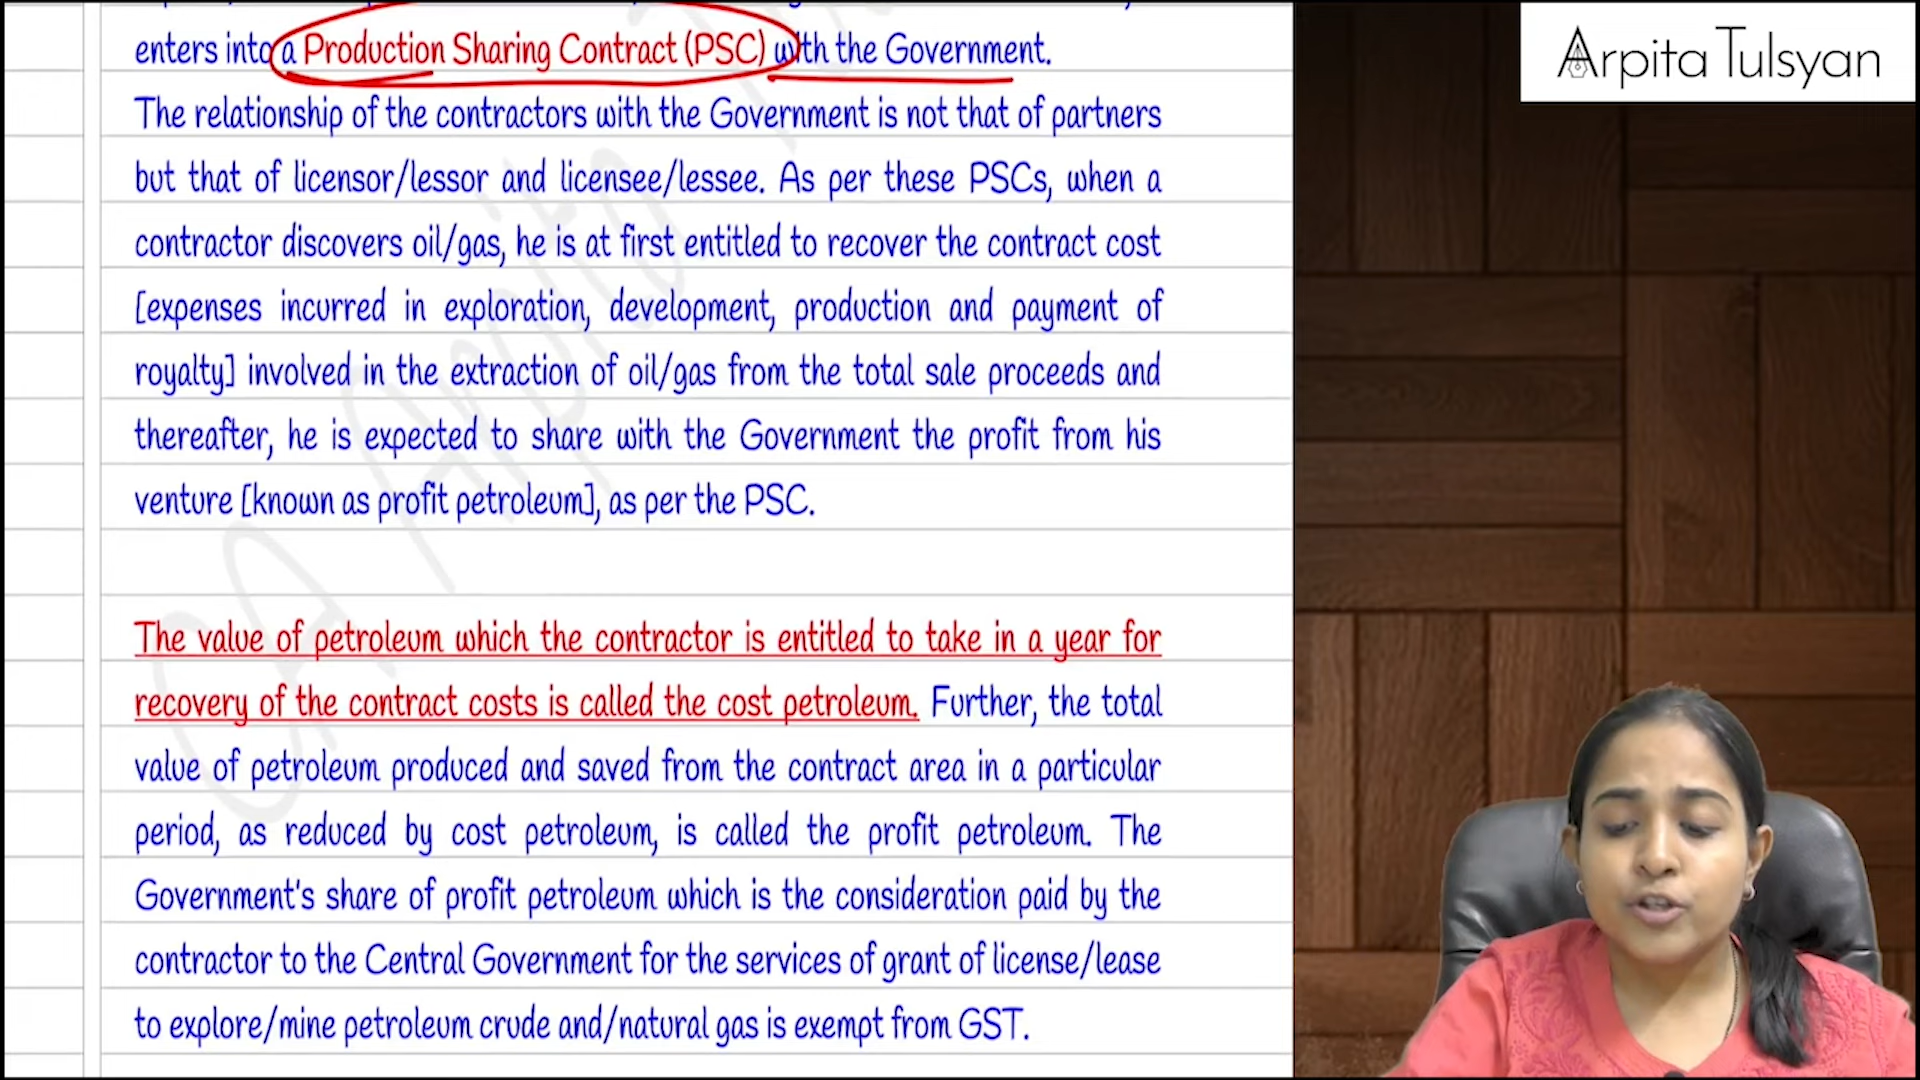 enters into a Production Sharing Contract (PSC) with the Government.
The relationship of the contractors with the Government is not that of partners
but that of licensor/lessor and licensee/lessee. As per these PSCs, when a
contractor discovers oil/gas, he is at first entitled to recover the contract cost
[expenses incurred in exploration, development, production and payment of
royalty] involved in the extraction of oil/gas from the total sale proceeds and
thereafter, he is expected to share with the Government the profit from his
venture [known as profit petroleum], as per the PSC.
The value of petroleum which the contractor is entitled to take in a year for
recovery of the contract costs is called the cost petroleum. Further, the total
value of petroleum produced and saved from the contract area in a particular
period, as reduced by cost petroleum, is called the profit petroleum. The
Government's share of profit petroleum which is the consideration paid by the
contractor to the Central Government for the services of grant of license/lease
to explore/mine petroleum crude and/natural gas is exempt from GST.
Arpita Tulsyan
CA Arpita